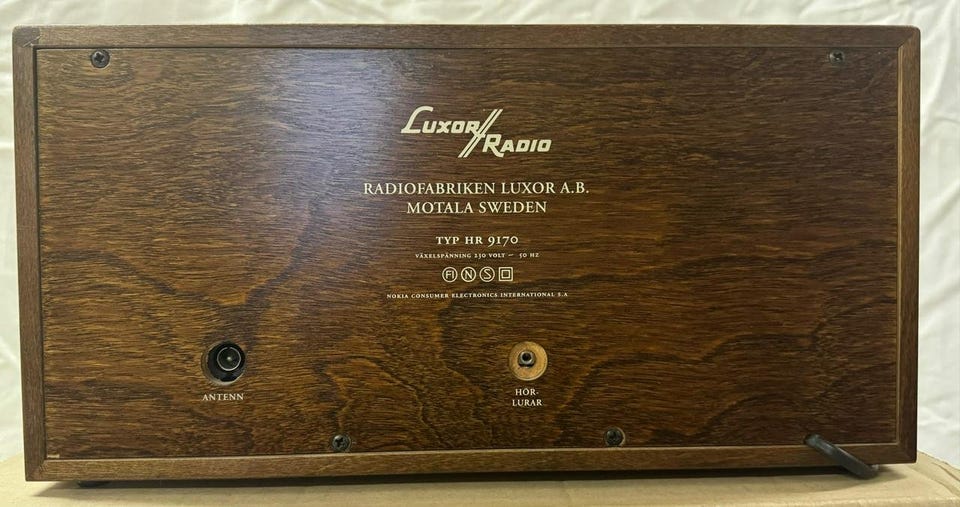 LUXOR
RADIO
RADIOFABRIKEN LUXOR A.B.
MOTALA SWEDEN
TYP HR 9170
VÄXELSPÄNNING 230 VOLT ~ 50 HZ
FI N S
NOKIA CONSUMER ELECTRONICS INTERNATIONAL S.A
ANTENN
HÖR-
LURAR